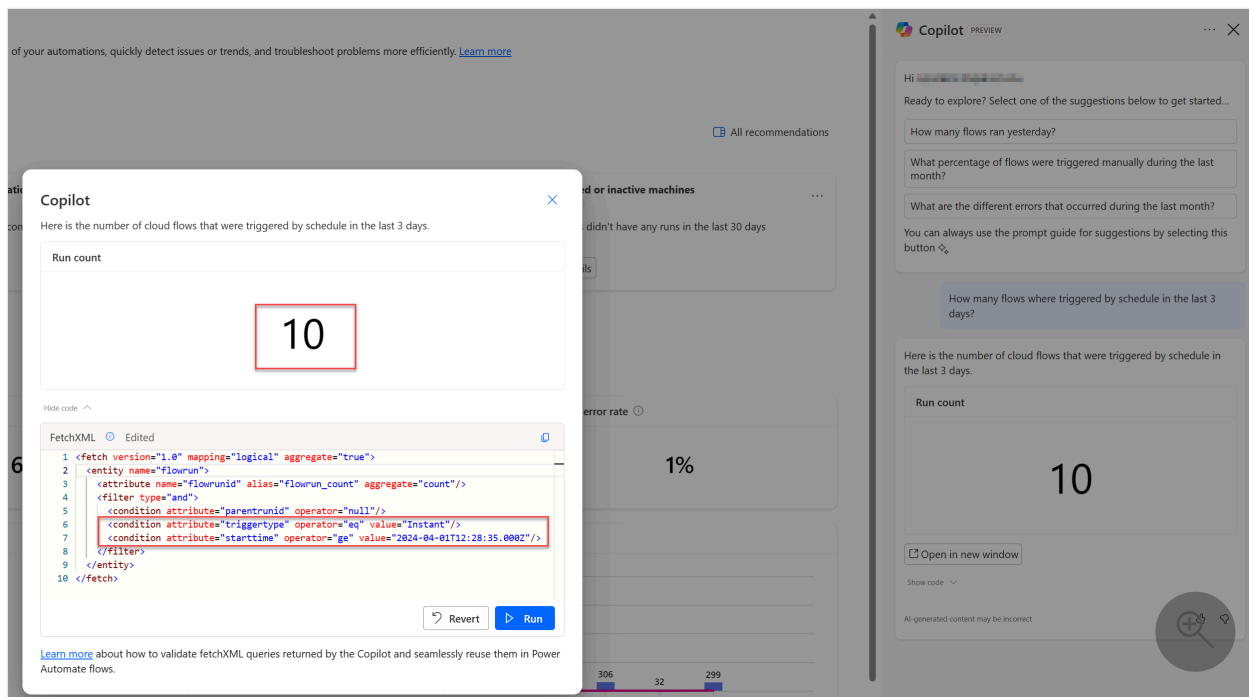 of your automations, quickly detect issues or trends, and troubleshoot problems more efficiently. Learn more
All recommendations
ed or inactive machines
...
didn't have any runs in the last 30 days
ils
error rate
6
1%
306
32
299
Copilot
Here is the number of cloud flows that were triggered by schedule in the last 3 days.
Run count
10
Hide code
FetchXML Edited
1 <fetch version="1.0" mapping="logical" aggregate="true">
2 <entity name="flowrun">
3 <attribute name="flowrunid" alias="flowrun_count" aggregate="count"/>
4 <filter type="and">
5 <condition attribute="parentrunid" operator="null"/>
6 <condition attribute="triggertype" operator="eq" value="Instant"/>
7 <condition attribute="starttime" operator="ge" value="2024-04-01T12:28:35.000Z"/>
8 </filter>
9 </entity>
10 </fetch>
Revert
Run
Learn more about how to validate fetchXML queries returned by the Copilot and seamlessly reuse them in Power
Automate flows.
Copilot PREVIEW
Hi
Ready to explore? Select one of the suggestions below to get started...
How many flows ran yesterday?
What percentage of flows were triggered manually during the last
month?
What are the different errors that occurred during the last month?
You can always use the prompt guide for suggestions by selecting this
button
How many flows where triggered by schedule in the last 3
days?
Here is the number of cloud flows that were triggered by schedule in
the last 3 days.
Run count
10
Open in new window
Show code
AI-generated content may be incorrect